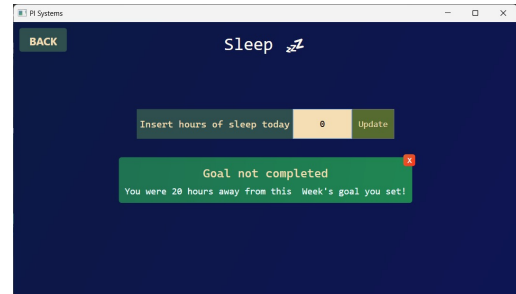 PI Systems
BACK
Sleep 💤
Insert hours of sleep today 0 Update
X
Goal not completed
You were 20 hours away from this  Week's goal you set!